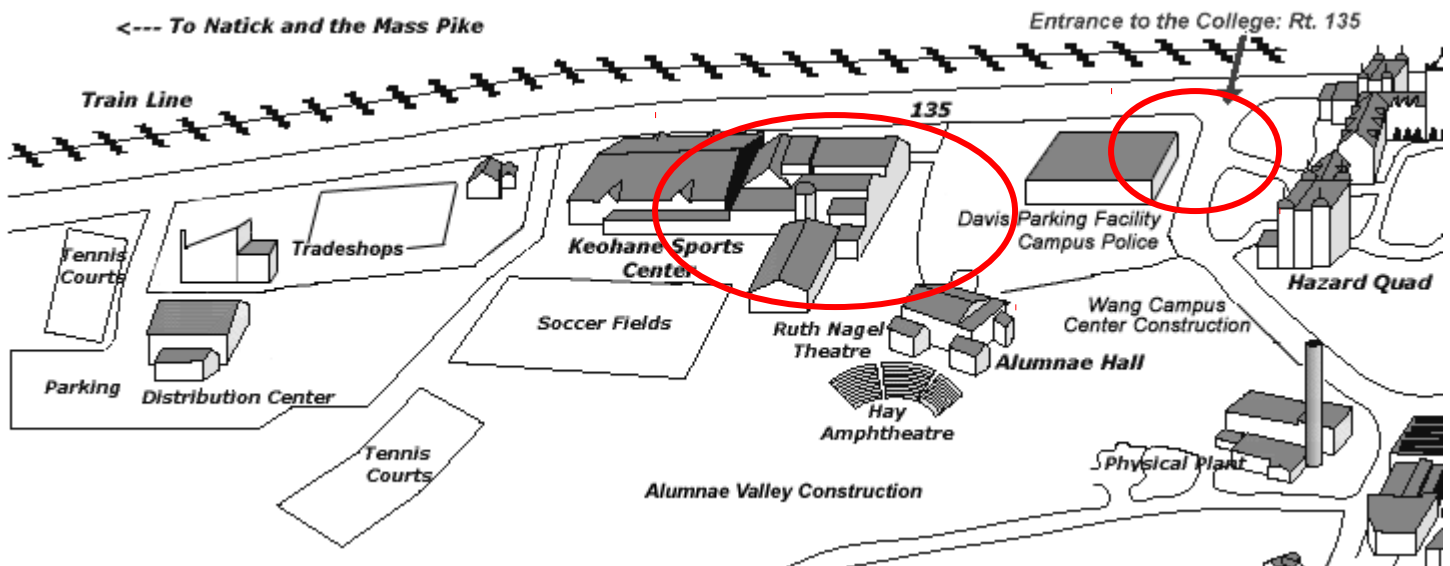 <--- To Natick and the Mass Pike
Entrance to the College: Rt. 135
Train Line
135
Tennis
Courts
Tradeshops
Keohane Sports
Center
Davis Parking Facility
Campus Police
Hazard Quad
Soccer Fields
Ruth Nagel
Theatre
Wang Campus
Center Construction
Alumnae Hall
Parking
Distribution Center
Hay
Amphtheatre
Tennis
Courts
Physical Plant
Alumnae Valley Construction